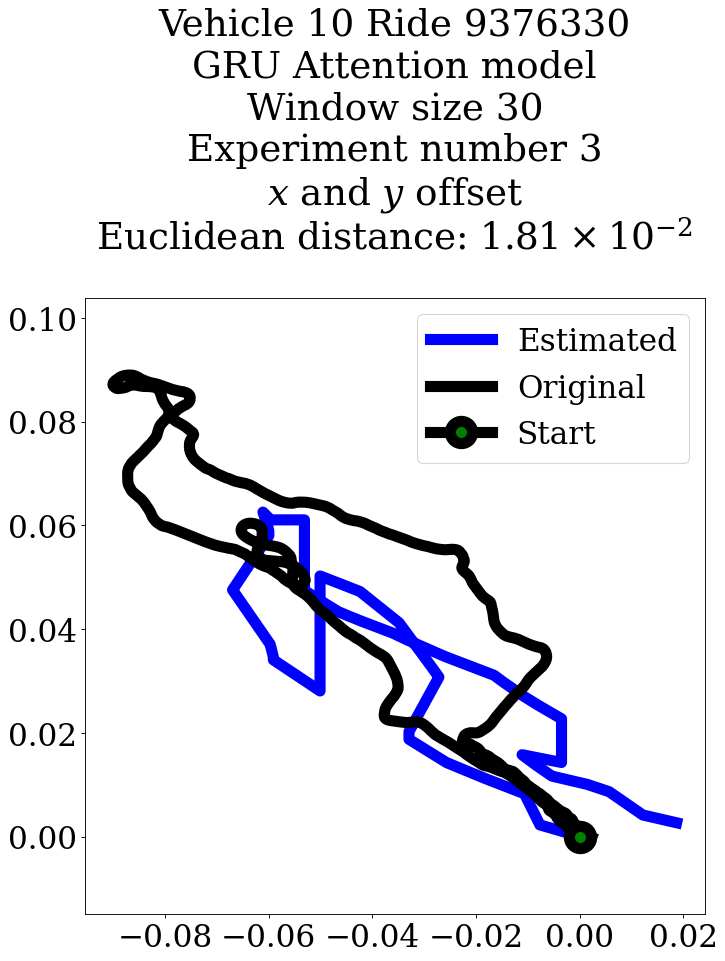 Vehicle 10 Ride 9376330
GRU Attention model
Window size 30
Experiment number 3
x and y offset
Euclidean distance: 1.81 × 10⁻²
Estimated
Original
Start
0.10
0.08
0.06
0.04
0.02
0.00
−0.08 −0.06 −0.04 −0.02 0.00 0.02